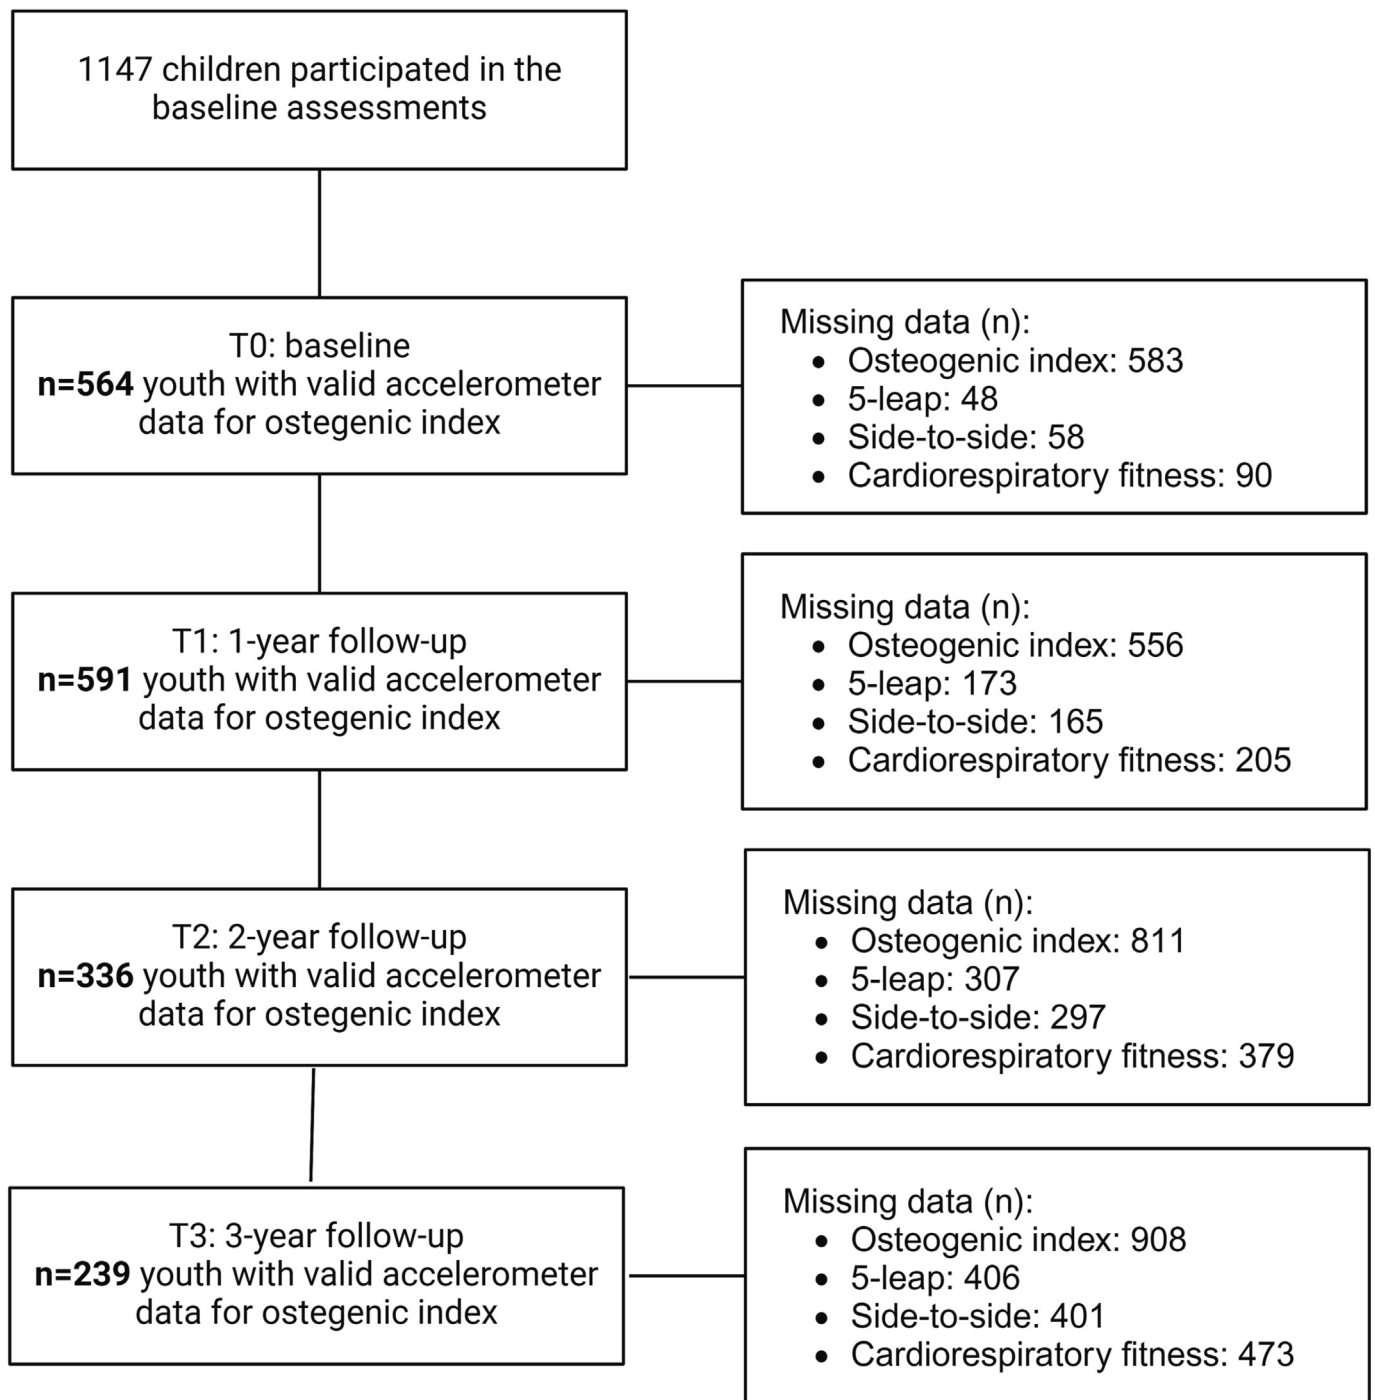 1147 children participated in the
baseline assessments
T0: baseline
n=564 youth with valid accelerometer
data for ostegenic index
Missing data (n):
• Osteogenic index: 583
• 5-leap: 48
• Side-to-side: 58
• Cardiorespiratory fitness: 90
T1: 1-year follow-up
n=591 youth with valid accelerometer
data for ostegenic index
Missing data (n):
• Osteogenic index: 556
• 5-leap: 173
• Side-to-side: 165
• Cardiorespiratory fitness: 205
T2: 2-year follow-up
n=336 youth with valid accelerometer
data for ostegenic index
Missing data (n):
• Osteogenic index: 811
• 5-leap: 307
• Side-to-side: 297
• Cardiorespiratory fitness: 379
T3: 3-year follow-up
n=239 youth with valid accelerometer
data for ostegenic index
Missing data (n):
• Osteogenic index: 908
• 5-leap: 406
• Side-to-side: 401
• Cardiorespiratory fitness: 473